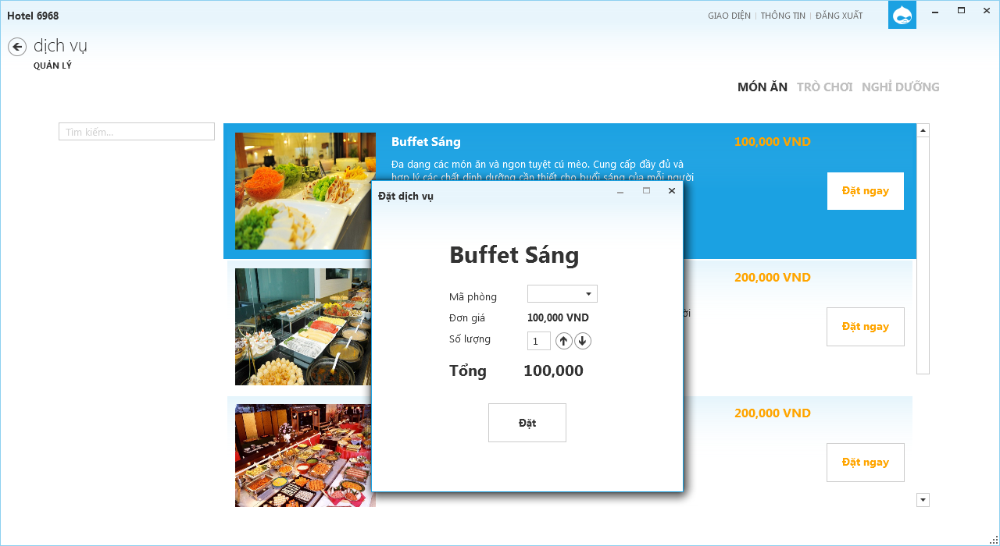 Hotel 6968
GIAO DIỆN | THÔNG TIN | ĐĂNG XUẤT
dịch vụ
QUẢN LÝ
MÓN ĂN TRÒ CHƠI NGHỈ DƯỠNG
Tìm kiếm...
Buffet Sáng
100,000 VND
Đa dạng các món ăn và ngon tuyệt cú mèo. Cung cấp đầy đủ và
hợp lý các chất dinh dưỡng cần thiết cho buổi sáng của mỗi người
Đặt ngay
Đặt dịch vụ
Buffet Sáng
Mã phòng
Đơn giá 100,000 VND
Số lượng 1
Tổng 100,000
Đặt
200,000 VND
Đặt ngay
200,000 VND
Đặt ngay